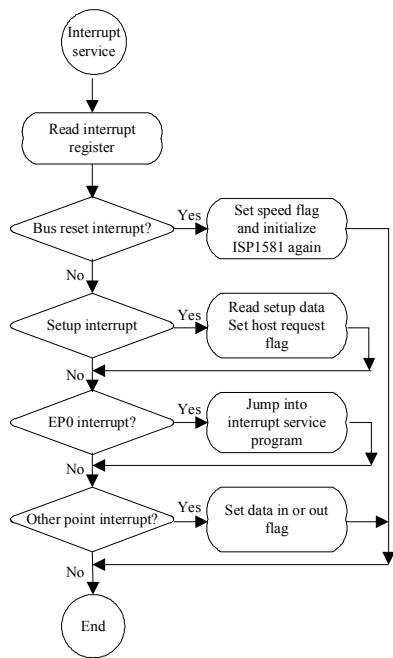 Interrupt
service
Read interrupt
register
Bus reset interrupt?
Yes
Set speed flag
and initialize
ISP1581 again
No
Setup interrupt
Yes
Read setup data
Set host request
flag
No
EP0 interrupt?
Yes
Jump into
interrupt service
program
No
Other point interrupt?
Yes
Set data in or out
flag
No
End